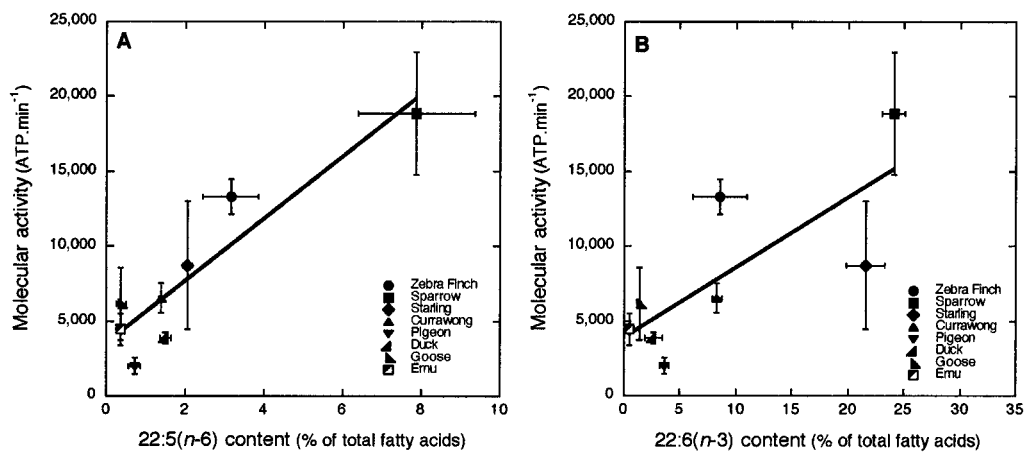 A
Molecular activity (ATP.min-1)
25,000
20,000
15,000
10,000
5,000
0
0 2 4 6 8 10
22:5(n-6) content (% of total fatty acids)
Zebra Finch
Sparrow
Starling
Currawong
Pigeon
Duck
Goose
Emu
B
Molecular activity (ATP.min-1)
25,000
20,000
15,000
10,000
5,000
0
0 5 10 15 20 25 30 35
22:6(n-3) content (% of total fatty acids)
Zebra Finch
Sparrow
Starling
Currawong
Pigeon
Duck
Goose
Emu